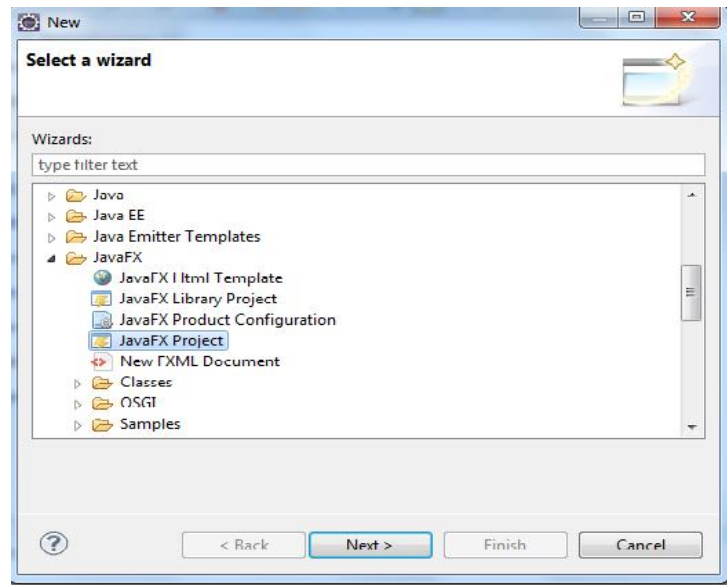 New
Select a wizard
Wizards:
type filter text
Java
Java EE
Java Emitter Templates
JavaFX
JavaFX Html Template
JavaFX Library Project
JavaFX Product Configuration
JavaFX Project
New FXML Document
Classes
OSGI
Samples
?
< Back
Next >
Finish
Cancel